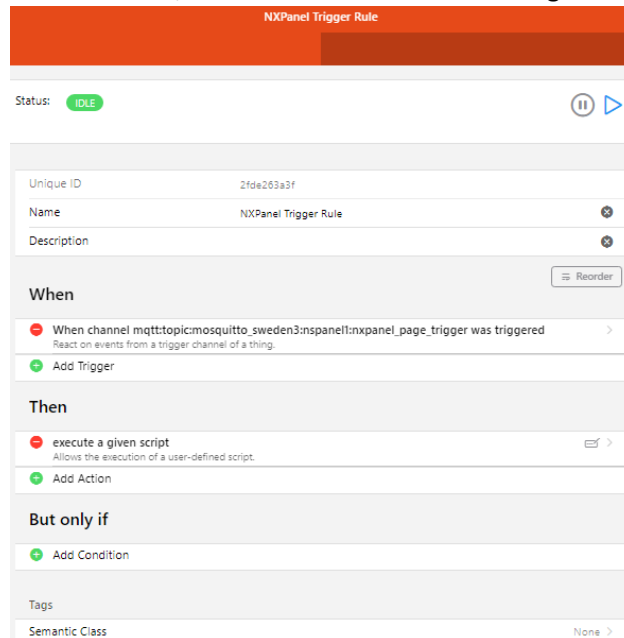 NXPanel Trigger Rule
Status: IDLE
Unique ID 2fde263a3f
Name NXPanel Trigger Rule
Description
Reorder
When
When channel mqtt:topic:mosquitto_sweden3:nspanel1:nxpanel_page_trigger was triggered
React on events from a trigger channel of a thing.
Add Trigger
Then
execute a given script
Allows the execution of a user-defined script.
Add Action
But only if
Add Condition
Tags
Semantic Class None